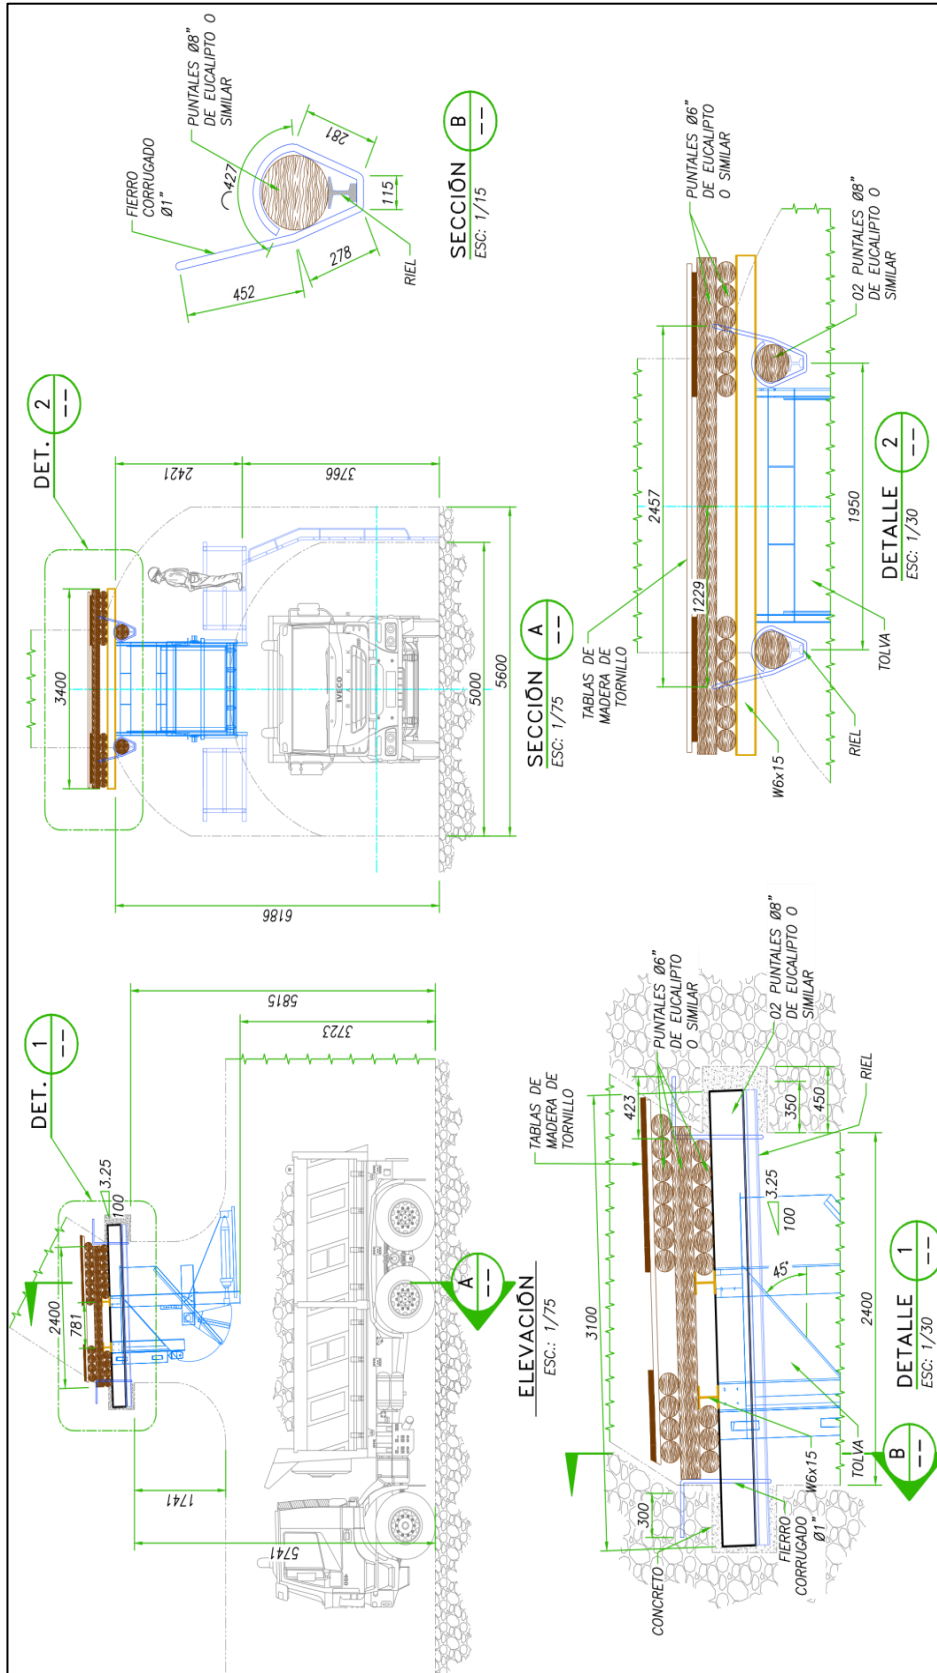 DET.
1
--
2400
781
3.25
100
1741
5741
5815
3723
A
--
ELEVACIÓN
ESC.: 1/75
DET.
2
--
3400
6186
2421
3766
IVECO
5000
5600
SECCIÓN
A
--
ESC: 1/75
FIERRO
CORRUGADO
Ø1"
427
PUNTALES Ø8"
DE EUCALIPTO O
SIMILAR
452
278
281
115
RIEL
SECCIÓN
B
--
ESC: 1/15
TABLAS DE
MADERA DE
TORNILLO
PUNTALES Ø6"
DE EUCALIPTO
O SIMILAR
423
3100
02 PUNTALES Ø8"
DE EUCALIPTO O
SIMILAR
350
450
RIEL
300
CONCRETO
FIERRO
CORRUGADO
Ø1"
W6x15
45°
3.25
100
TOLVA
2400
B
--
DETALLE
1
--
ESC: 1/30
TABLAS DE
MADERA DE
TORNILLO
PUNTALES Ø6"
DE EUCALIPTO
O SIMILAR
2457
1229
02 PUNTALES Ø8"
DE EUCALIPTO O
SIMILAR
W6x15
RIEL
TOLVA
1950
DETALLE
2
--
ESC: 1/30